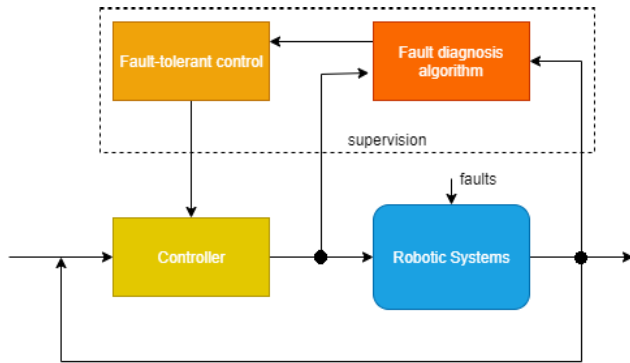 Fault-tolerant control
Fault diagnosis
algorithm
supervision
faults
Controller
Robotic Systems